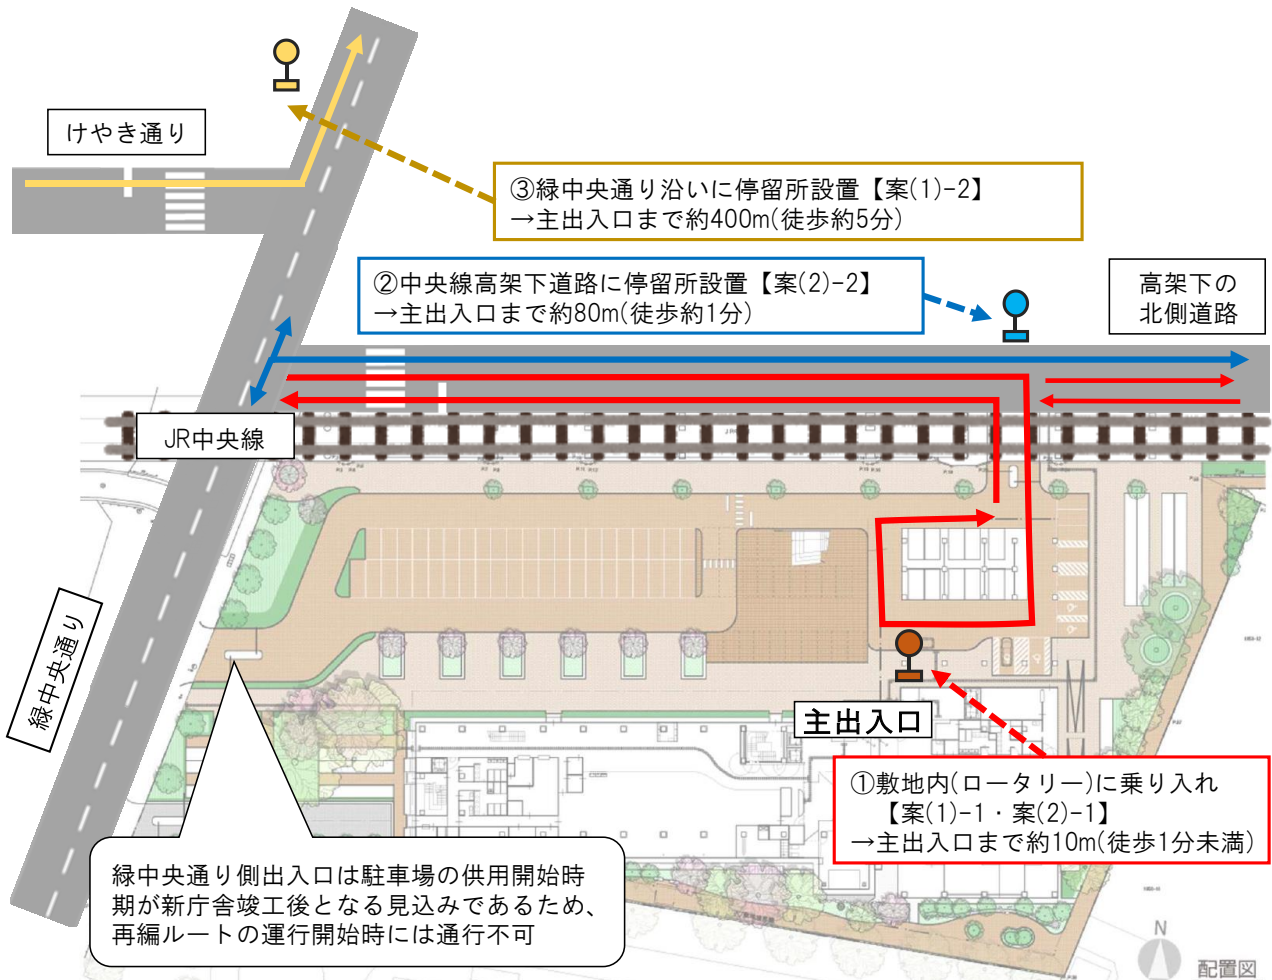 けやき通り
③緑中央通り沿いに停留所設置【案(1)-2】
→主出入口まで約400m(徒歩約5分)
②中央線高架下道路に停留所設置【案(2)-2】
→主出入口まで約80m(徒歩約1分)
高架下の
北側道路
JR中央線
緑中央通り
主出入口
①敷地内(ロータリー)に乗り入れ
【案(1)-1・案(2)-1】
→主出入口まで約10m(徒歩1分未満)
緑中央通り側出入口は駐車場の供用開始時
期が新庁舎竣工後となる見込みであるため、
再編ルートの運行開始時には通行不可
N
配置図